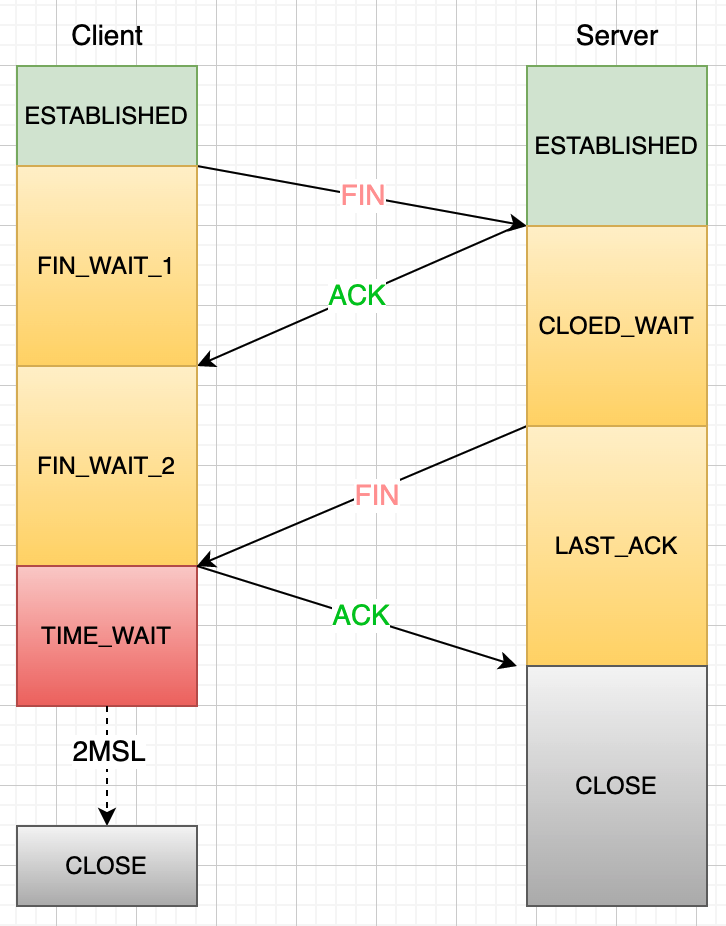 Client
Server
ESTABLISHED
ESTABLISHED
FIN
FIN_WAIT_1
ACK
CLOED_WAIT
FIN_WAIT_2
FIN
LAST_ACK
ACK
TIME_WAIT
2MSL
CLOSE
CLOSE